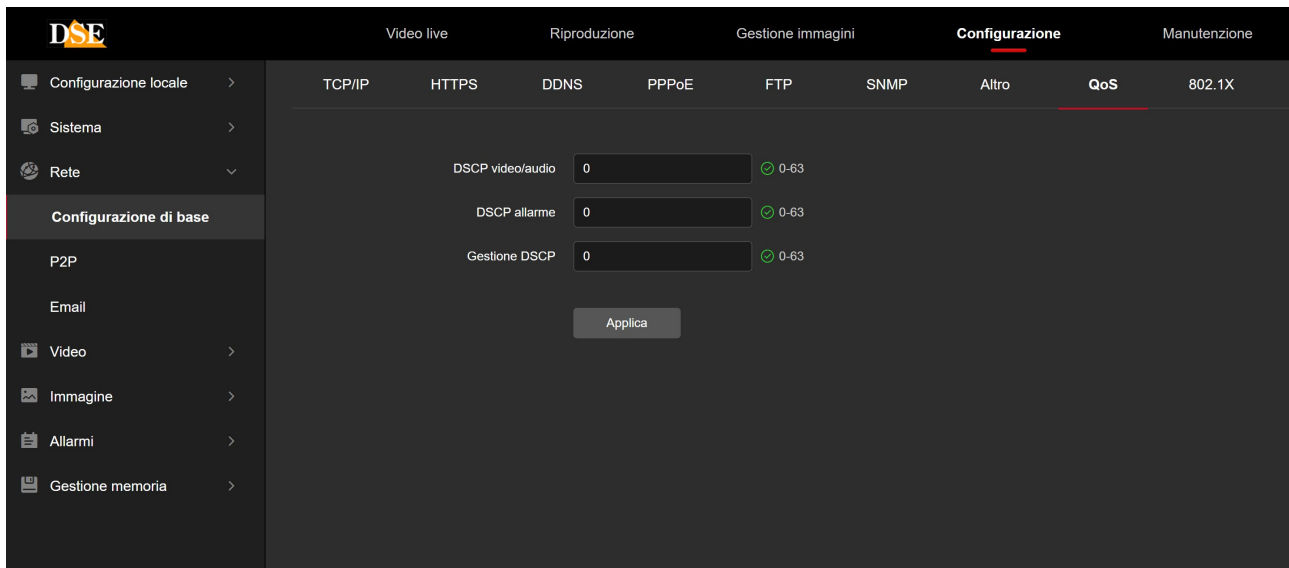 DSE
Video live Riproduzione Gestione immagini Configurazione Manutenzione
Configurazione locale
Sistema
Rete
Configurazione di base
P2P
Email
Video
Immagine
Allarmi
Gestione memoria
TCP/IP HTTPS DDNS PPPoE FTP SNMP Altro QoS 802.1X
DSCP video/audio 0 0-63
DSCP allarme 0 0-63
Gestione DSCP 0 0-63
Applica